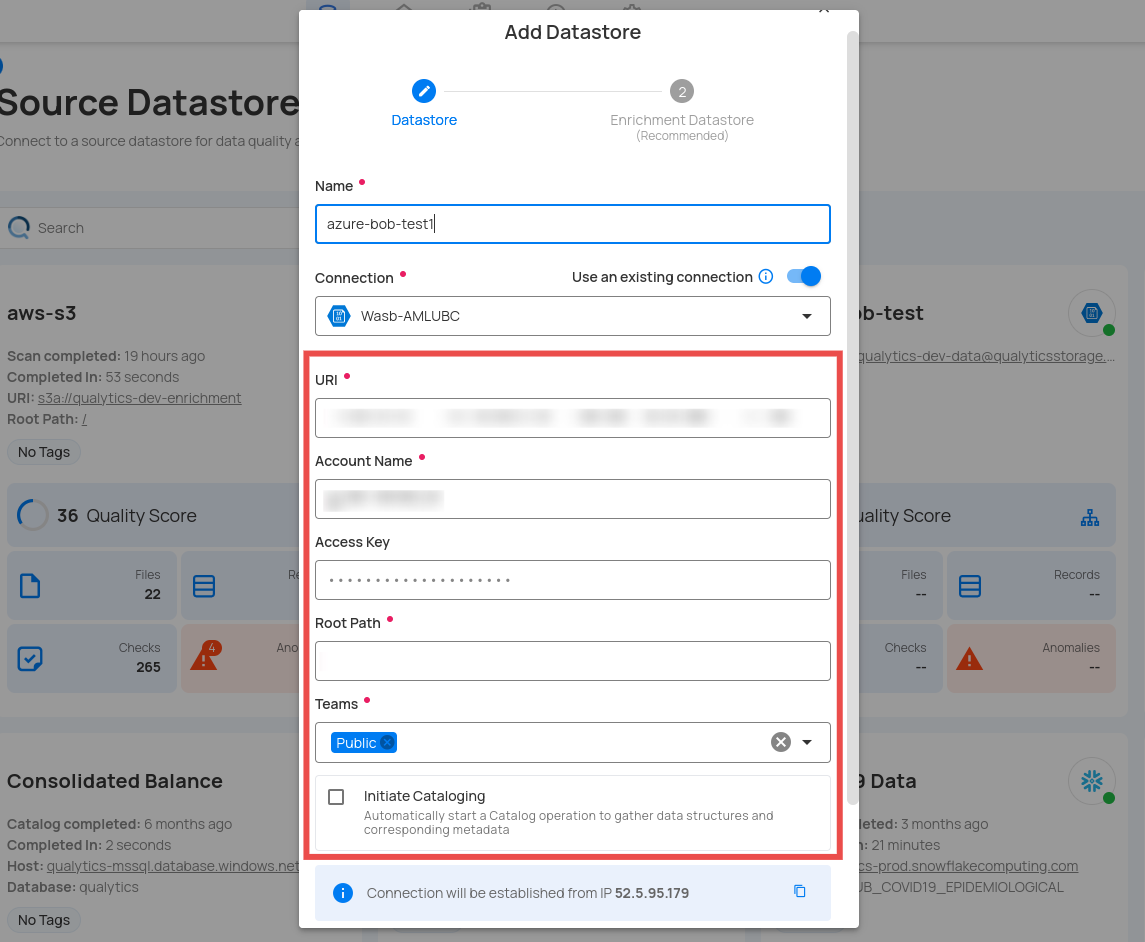 Add Datastore
2
Datastore
Enrichment Datastore
(Recommended)
Source Datastore
Connect to a source datastore for data quality a
Search
Name
azure-bob-test1
Connection
Use an existing connection
Wasb-AMLUBC
URI
Account Name
Access Key
Root Path
Teams
Public
Initiate Cataloging
Automatically start a Catalog operation to gather data structures and
corresponding metadata
Connection will be established from IP 52.5.95.179
aws-s3
Scan completed: 19 hours ago
Completed In: 53 seconds
URI: s3a://qualytics-dev-enrichment
Root Path: /
No Tags
36 Quality Score
Files
22
Re
Checks
265
4
Ano
Consolidated Balance
Catalog completed: 6 months ago
Completed In: 2 seconds
Host: qualytics-mssql.database.windows.net
Database: qualytics
No Tags
ob-test
qualytics-dev-data@qualyticsstorage....
uality Score
Files
--
Records
--
Checks
--
Anomalies
--
9 Data
leted: 3 months ago
n: 21 minutes
cs-prod.snowflakecomputing.com
UB_COVID19_EPIDEMIOLOGICAL